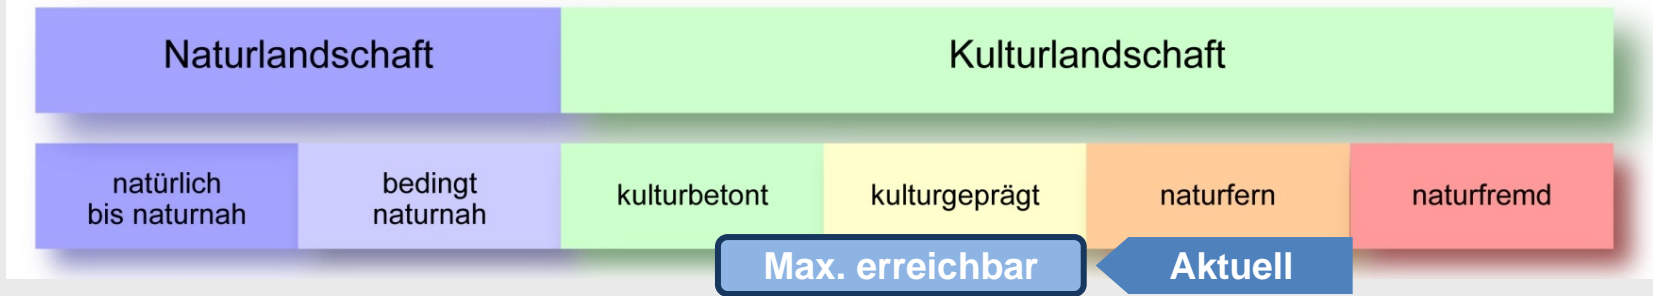 Naturlandschaft
Kulturlandschaft
natürlich
bis naturnah
bedingt
naturnah
kulturbetont
kulturgeprägt
naturfern
naturfremd
Max. erreichbar
Aktuell